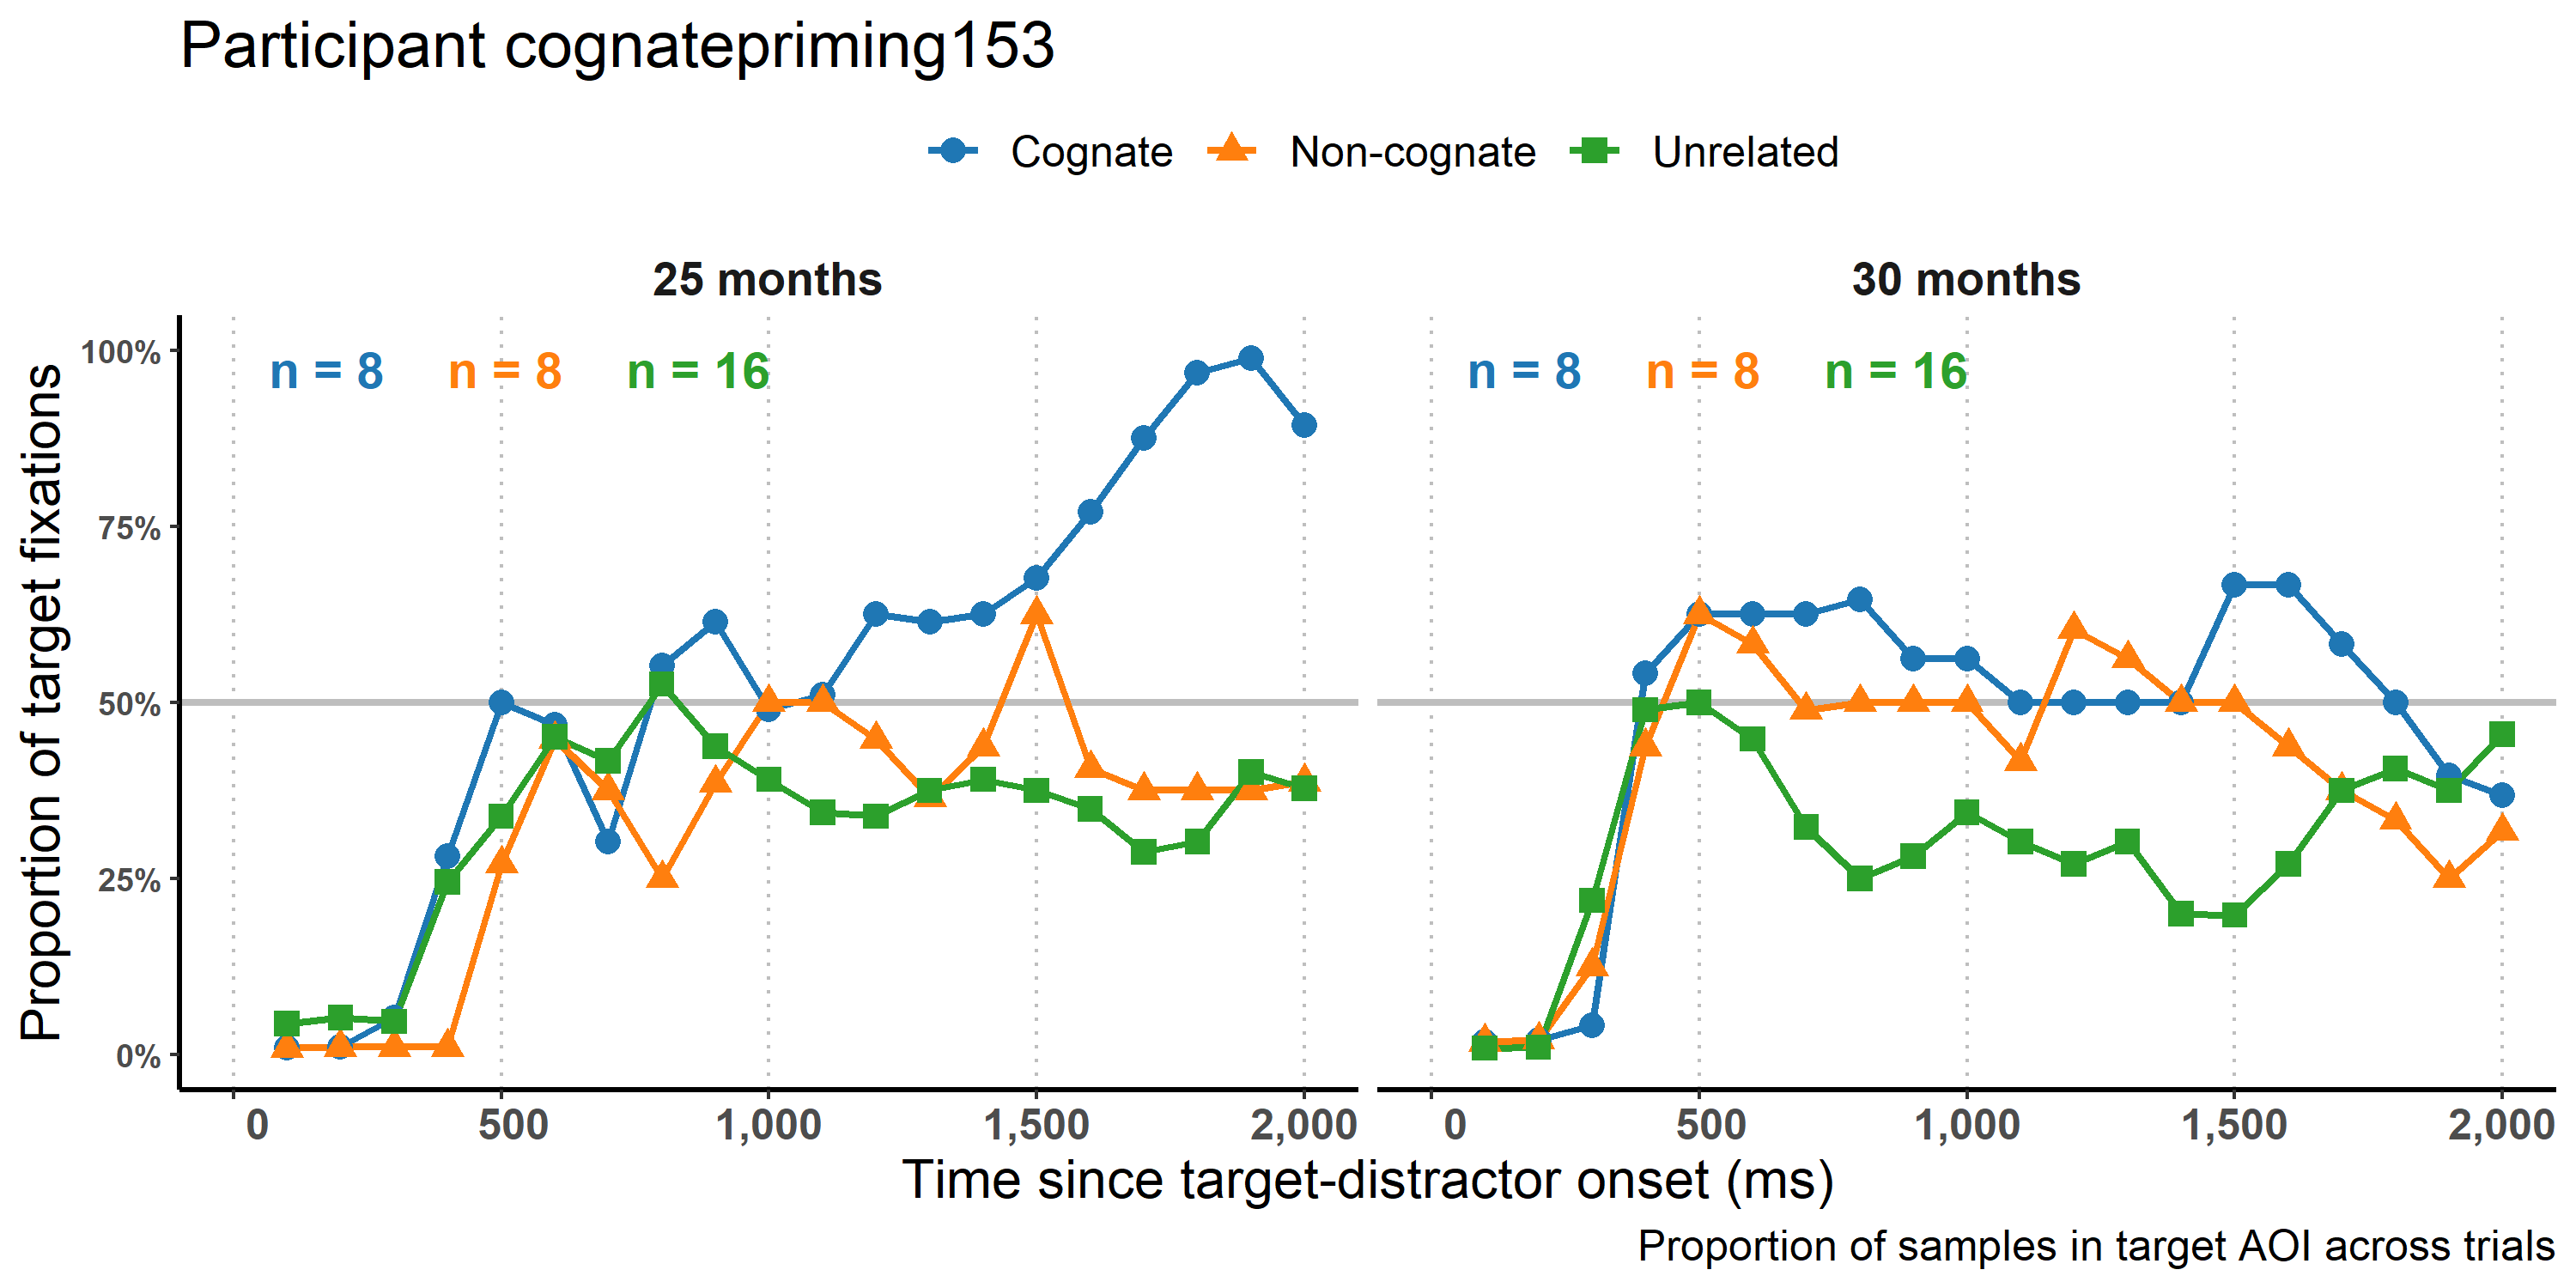 Participant cognatepriming153
Cognate Non-cognate Unrelated
25 months 30 months
Proportion of target fixations
100%
75%
50%
25%
0%
n = 8 n = 8 n = 16 n = 8 n = 8 n = 16
0 500 1,000 1,500 2,000 0 500 1,000 1,500 2,000
Time since target-distractor onset (ms)
Proportion of samples in target AOI across trials